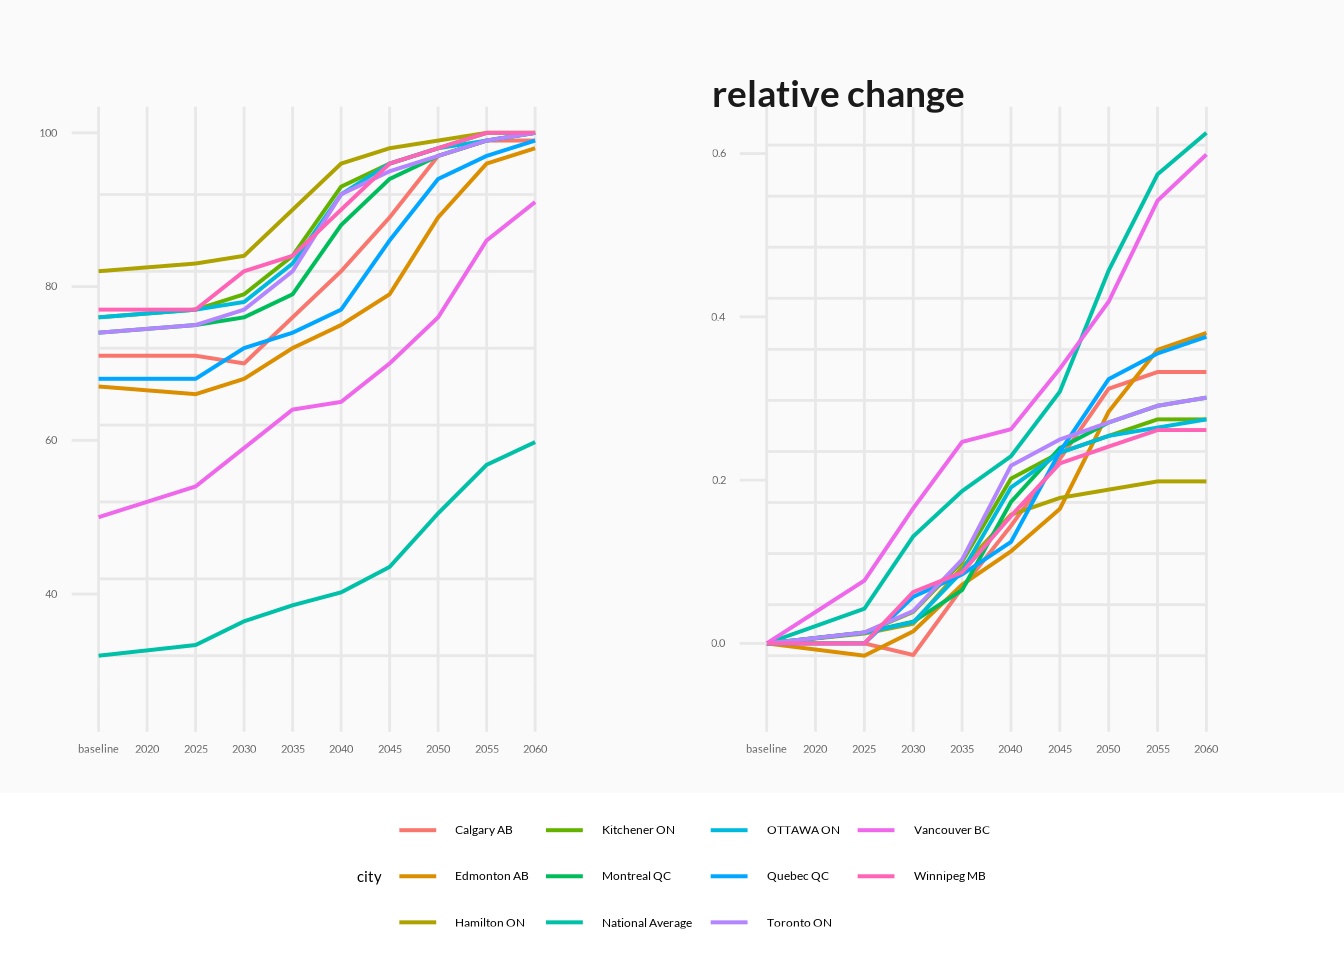 relative change
100
80
60
40
baseline 2020 2025 2030 2035 2040 2045 2050 2055 2060
0.6
0.4
0.2
0.0
baseline 2020 2025 2030 2035 2040 2045 2050 2055 2060
city
Calgary AB Kitchener ON OTTAWA ON Vancouver BC
Edmonton AB Montreal QC Quebec QC Winnipeg MB
Hamilton ON National Average Toronto ON